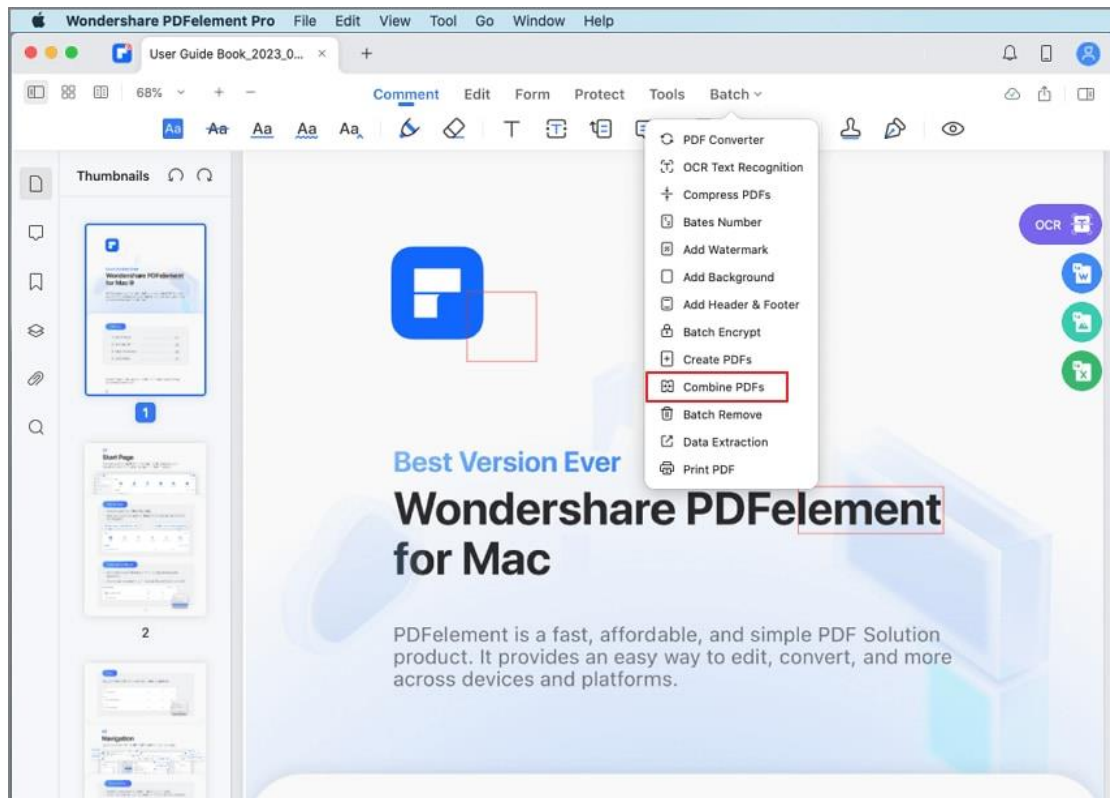 Wondershare PDFelement Pro File Edit View Tool Go Window Help
User Guide Book_2023_0... × +
68% + −
Comment Edit Form Protect Tools Batch
Aa Aa Aa Aa Aa T T T
Thumbnails
PDF Converter
OCR Text Recognition
Compress PDFs
Bates Number
Add Watermark
Add Background
Add Header & Footer
Batch Encrypt
Create PDFs
Combine PDFs
Batch Remove
Data Extraction
Print PDF
OCR T
W
X
Wondershare PDFelement
for Mac
1
Start Page
2
Navigation
Best Version Ever
Wondershare PDFelement
for Mac
PDFelement is a fast, affordable, and simple PDF Solution
product. It provides an easy way to edit, convert, and more
across devices and platforms.